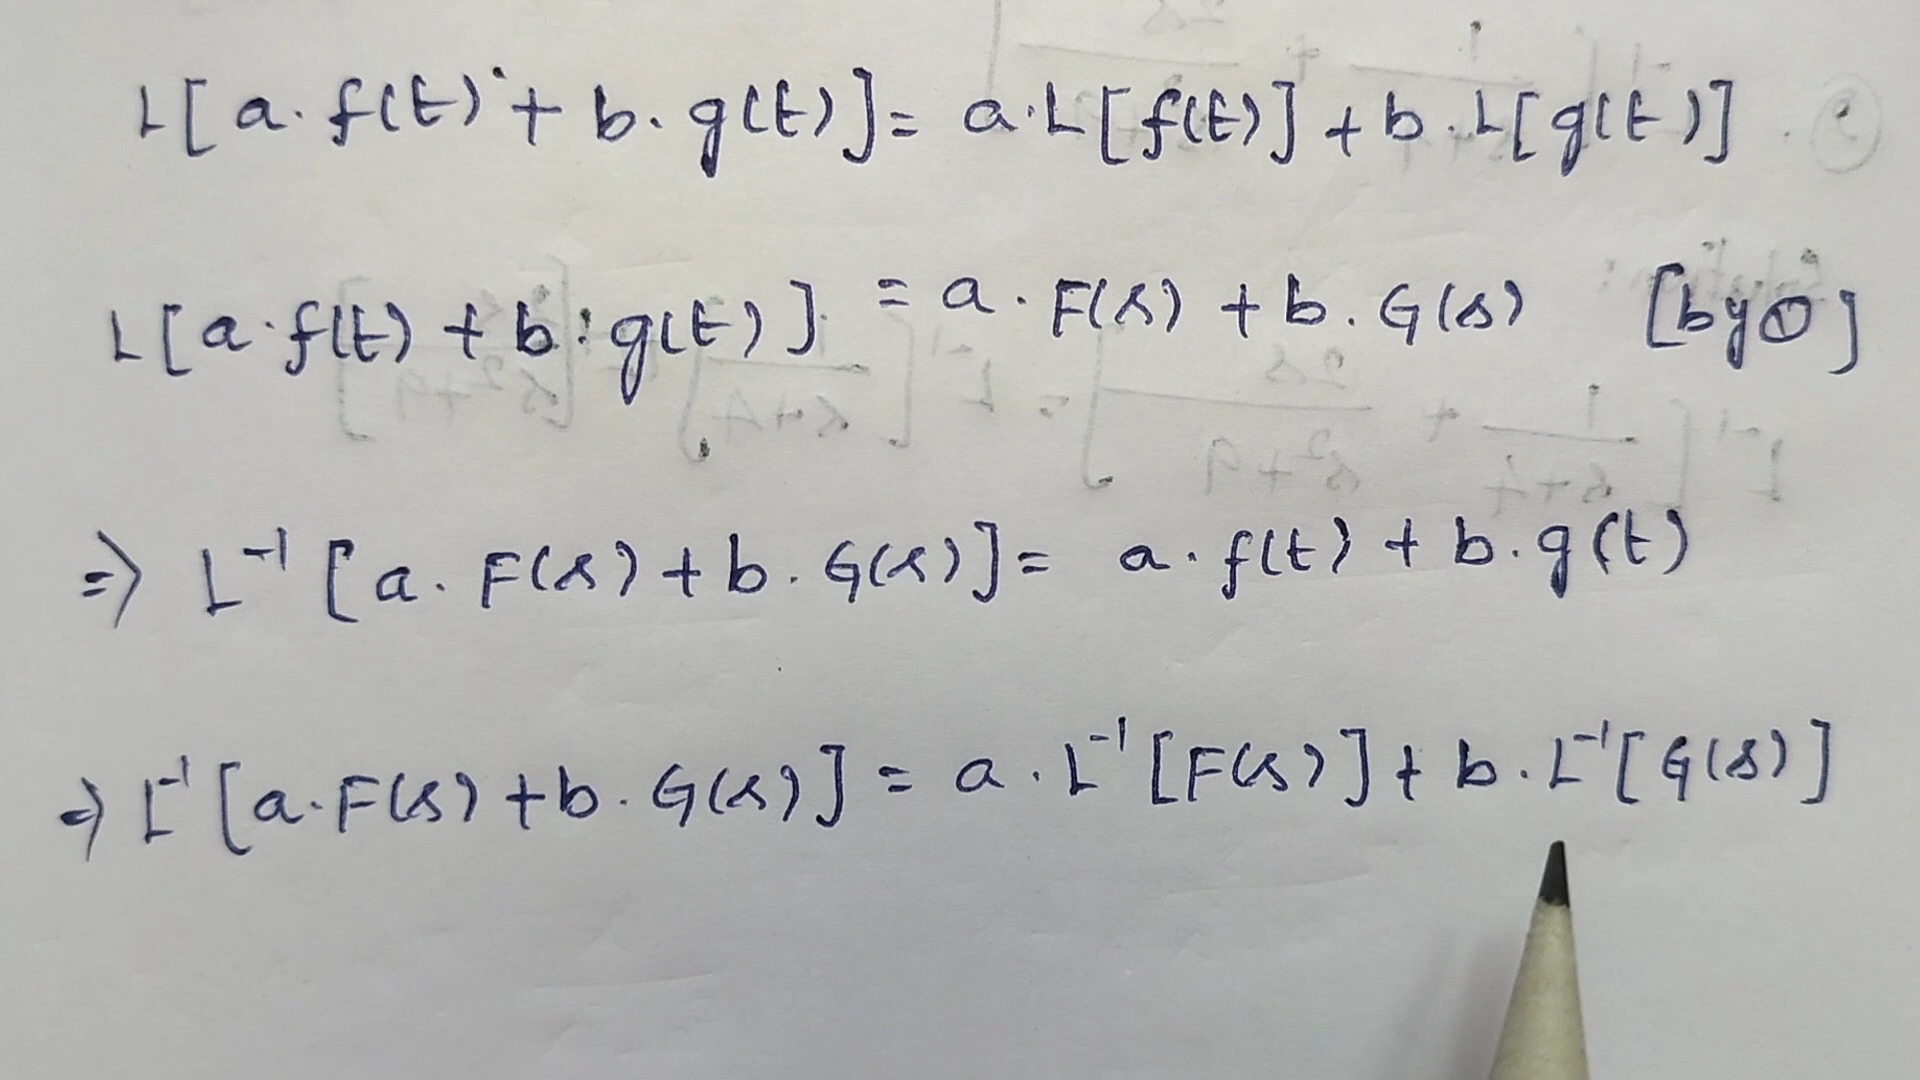 L[a.f(t) + b.g(t)] = a.L[f(t)] + b.L[g(t)].
L[a.f(t) + b.g(t)] = a.F(s) + b.G(s) [by ①]
⇒ L⁻¹[a.F(s) + b.G(s)] = a.f(t) + b.g(t)
⇒ L⁻¹[a.F(s) + b.G(s)] = a.L⁻¹[F(s)] + b.L⁻¹[G(s)]